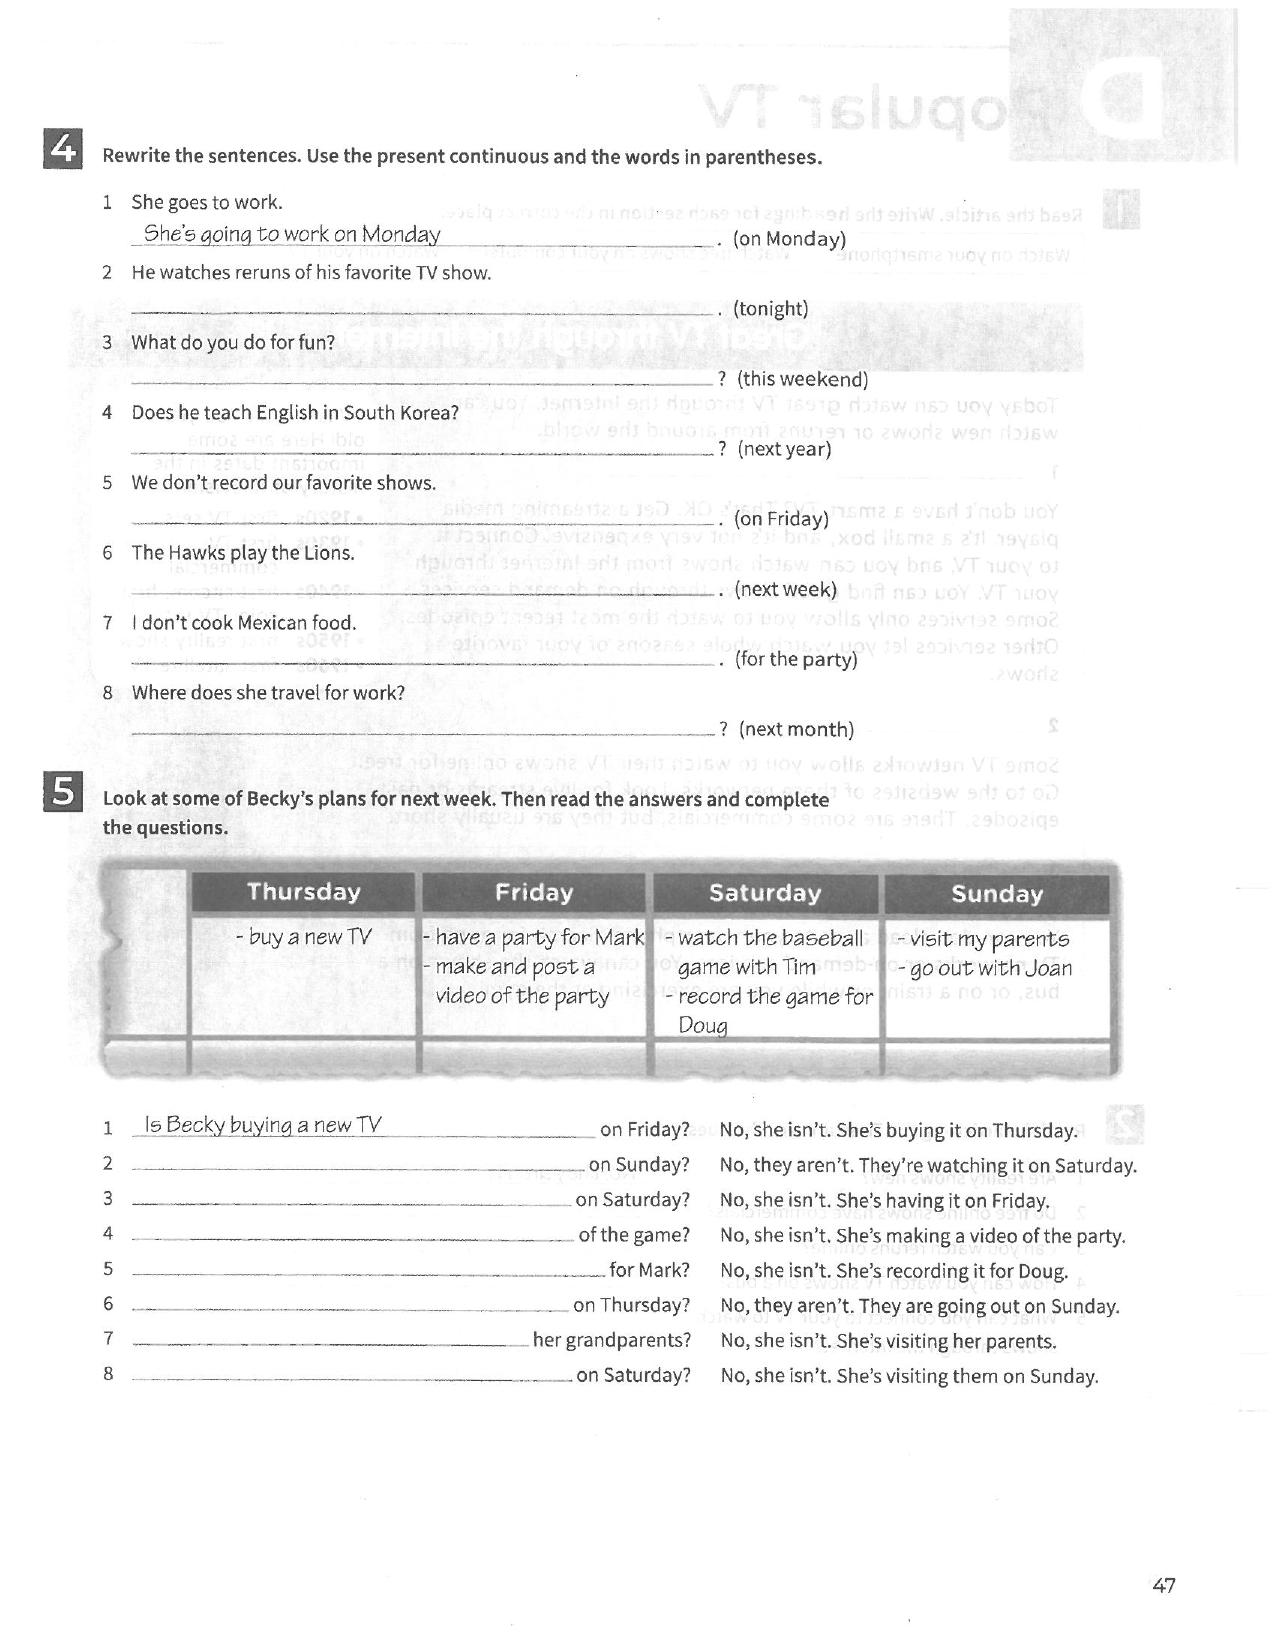 4 Rewrite the sentences. Use the present continuous and the words in parentheses.
1 She goes to work.
She's going to work on Monday . (on Monday)
2 He watches reruns of his favorite TV show.
. (tonight)
3 What do you do for fun?
? (this weekend)
4 Does he teach English in South Korea?
? (next year)
5 We don't record our favorite shows.
. (on Friday)
6 The Hawks play the Lions.
. (next week)
7 I don't cook Mexican food.
. (for the party)
8 Where does she travel for work?
? (next month)
5 Look at some of Becky's plans for next week. Then read the answers and complete
the questions.
Thursday Friday Saturday Sunday
- buy a new TV - have a party for Mark - watch the baseball - visit my parents
- make and post a game with Tim - go out with Joan
video of the party - record the game for
Doug
1 Is Becky buying a new TV on Friday? No, she isn't. She's buying it on Thursday.
2 on Sunday? No, they aren't. They're watching it on Saturday.
3 on Saturday? No, she isn't. She's having it on Friday.
4 of the game? No, she isn't. She's making a video of the party.
5 for Mark? No, she isn't. She's recording it for Doug.
6 on Thursday? No, they aren't. They are going out on Sunday.
7 her grandparents? No, she isn't. She's visiting her parents.
8 on Saturday? No, she isn't. She's visiting them on Sunday.
47